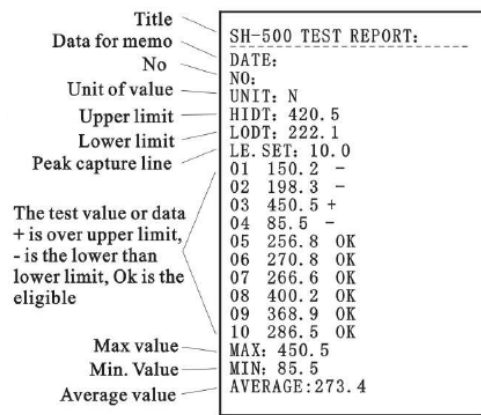 Title
Data for memo
No
Unit of value
Upper limit
Lower limit
Peak capture line
The test value or data
+ is over upper limit,
- is the lower than
lower limit, Ok is the
eligible
Max value
Min. Value
Average value
SH-500 TEST REPORT:
DATE:
NO:
UNIT: N
HIDT: 420.5
LODT: 222.1
LE.SET: 10.0
01 150.2 -
02 198.3 -
03 450.5 +
04 85.5 -
05 256.8 OK
06 270.8 OK
07 266.6 OK
08 400.2 OK
09 368.9 OK
10 286.5 OK
MAX: 450.5
MIN: 85.5
AVERAGE:273.4